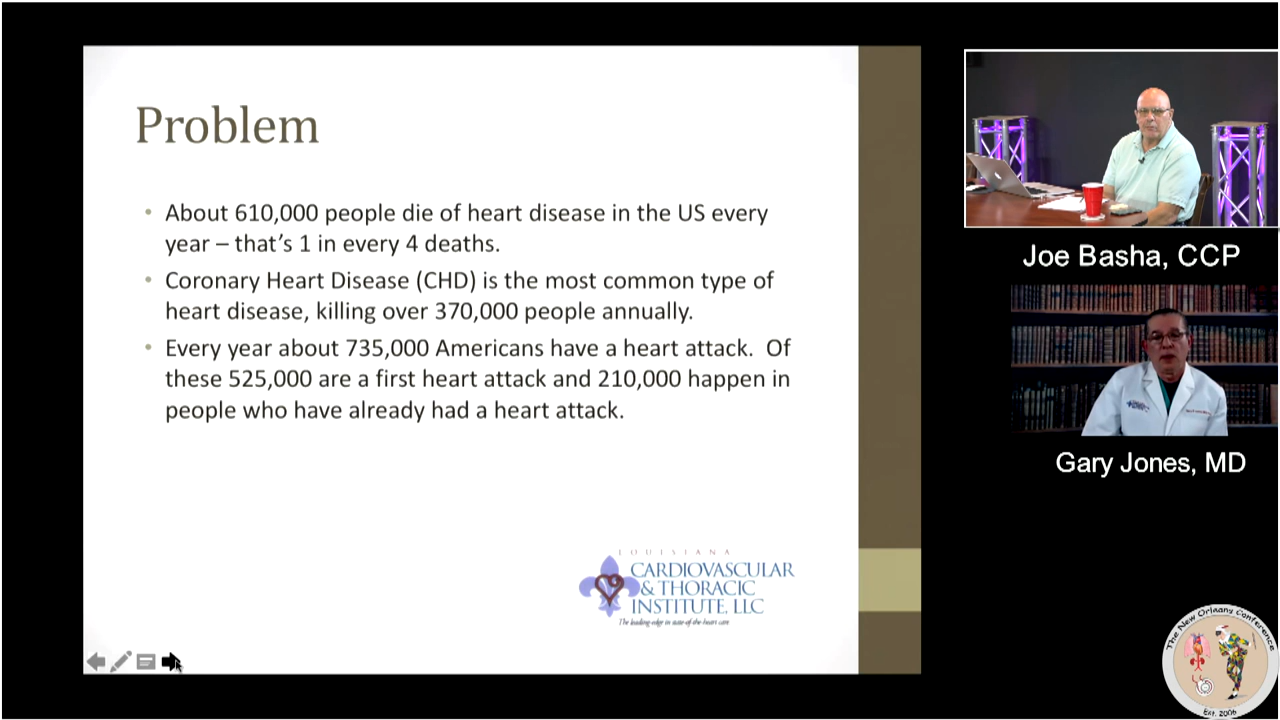 Problem
• About 610,000 people die of heart disease in the US every
year – that's 1 in every 4 deaths.
• Coronary Heart Disease (CHD) is the most common type of
heart disease, killing over 370,000 people annually.
• Every year about 735,000 Americans have a heart attack.  Of
these 525,000 are a first heart attack and 210,000 happen in
people who have already had a heart attack.
LOUISIANA
CARDIOVASCULAR
& THORACIC
INSTITUTE, LLC
The leading edge in state-of-the-heart care
Joe Basha, CCP
Gary Jones, MD
The New Orleans Conference
Est. 2006